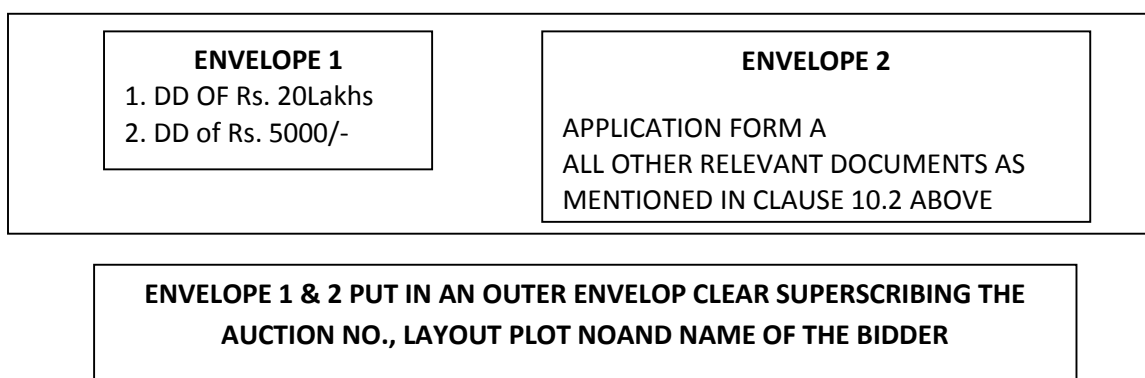 ENVELOPE 1
1. DD OF Rs. 20Lakhs
2. DD of Rs. 5000/-
ENVELOPE 2
APPLICATION FORM A
ALL OTHER RELEVANT DOCUMENTS AS
MENTIONED IN CLAUSE 10.2 ABOVE
ENVELOPE 1 & 2 PUT IN AN OUTER ENVELOP CLEAR SUPERSCRIBING THE
AUCTION NO., LAYOUT PLOT NOAND NAME OF THE BIDDER